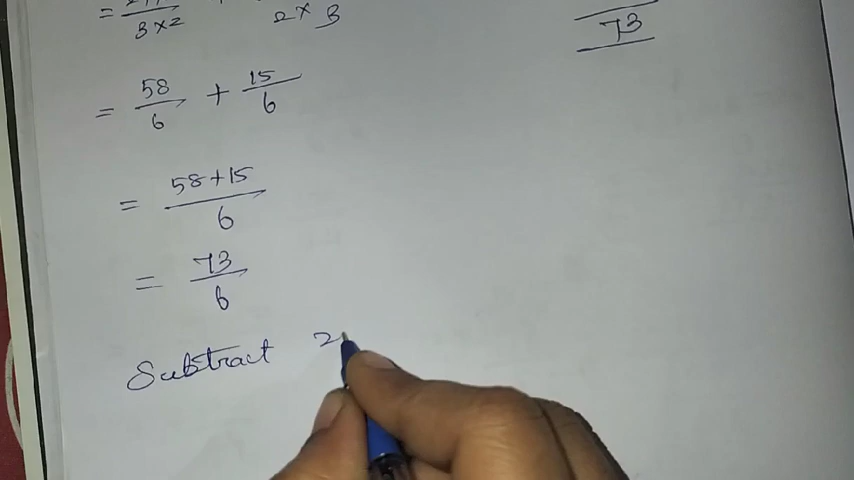 = 3×2 2×3
73
= 58/6 + 15/6
= 58+15/6
= 73/6
Subtract 2